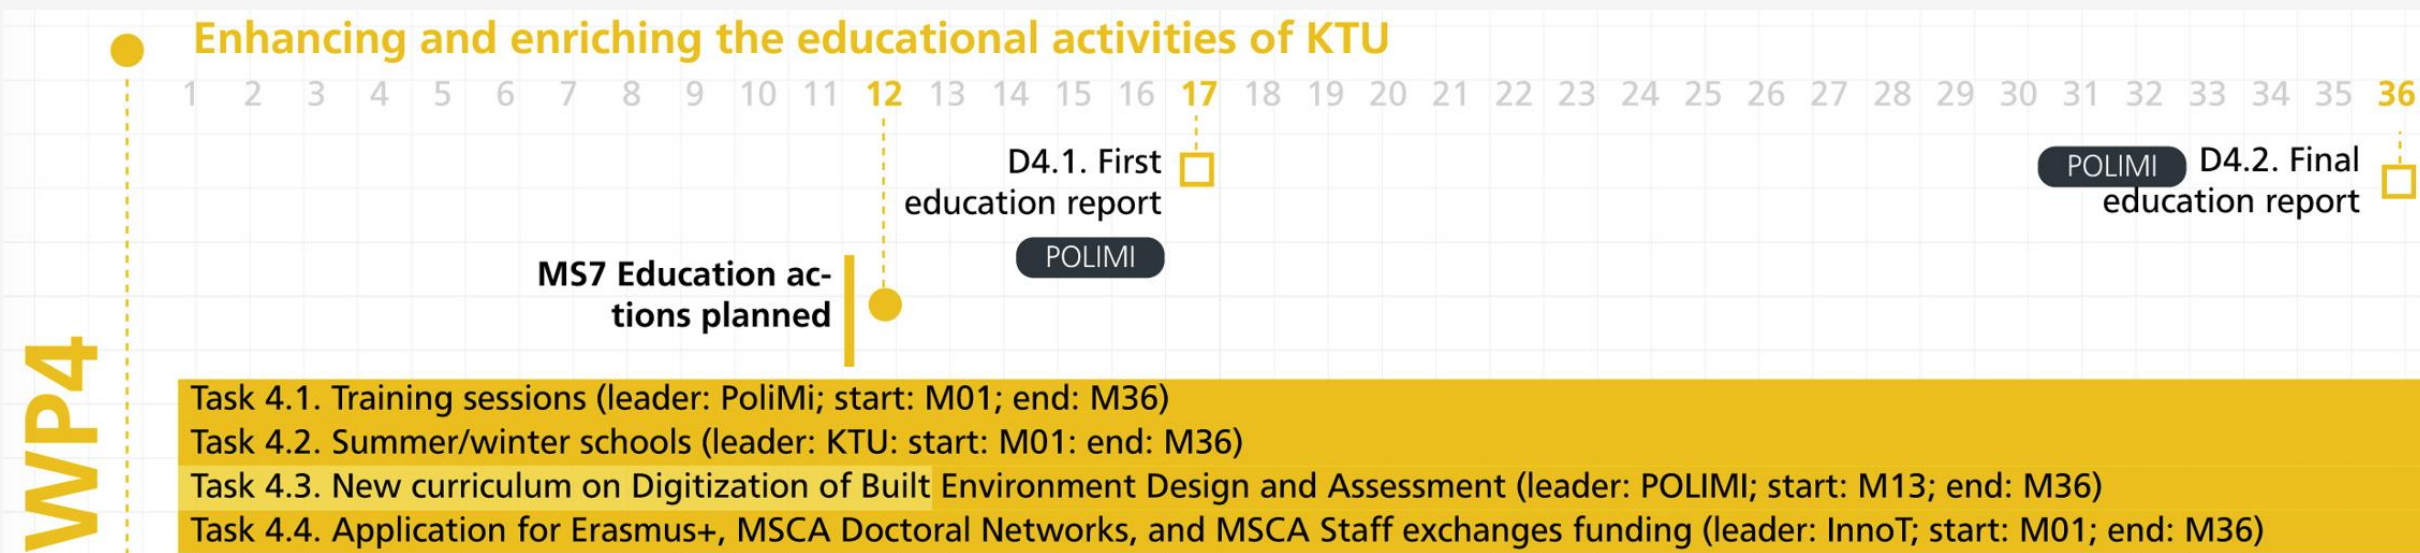 Enhancing and enriching the educational activities of KTU
1 2 3 4 5 6 7 8 9 10 11 12 13 14 15 16 17 18 19 20 21 22 23 24 25 26 27 28 29 30 31 32 33 34 35 36
D4.1. First
education report
POLIMI
POLIMI
D4.2. Final
education report
MS7 Education ac-
tions planned
WP4
Task 4.1. Training sessions (leader: PoliMi; start: M01; end: M36)
Task 4.2. Summer/winter schools (leader: KTU: start: M01: end: M36)
Task 4.3. New curriculum on Digitization of Built Environment Design and Assessment (leader: POLIMI; start: M13; end: M36)
Task 4.4. Application for Erasmus+, MSCA Doctoral Networks, and MSCA Staff exchanges funding (leader: InnoT; start: M01; end: M36)